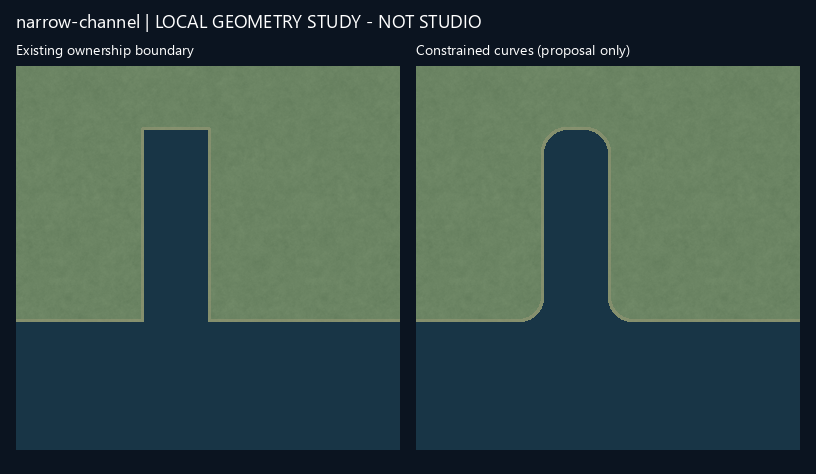 narrow-channel | LOCAL GEOMETRY STUDY - NOT STUDIO
Existing ownership boundary
Constrained curves (proposal only)